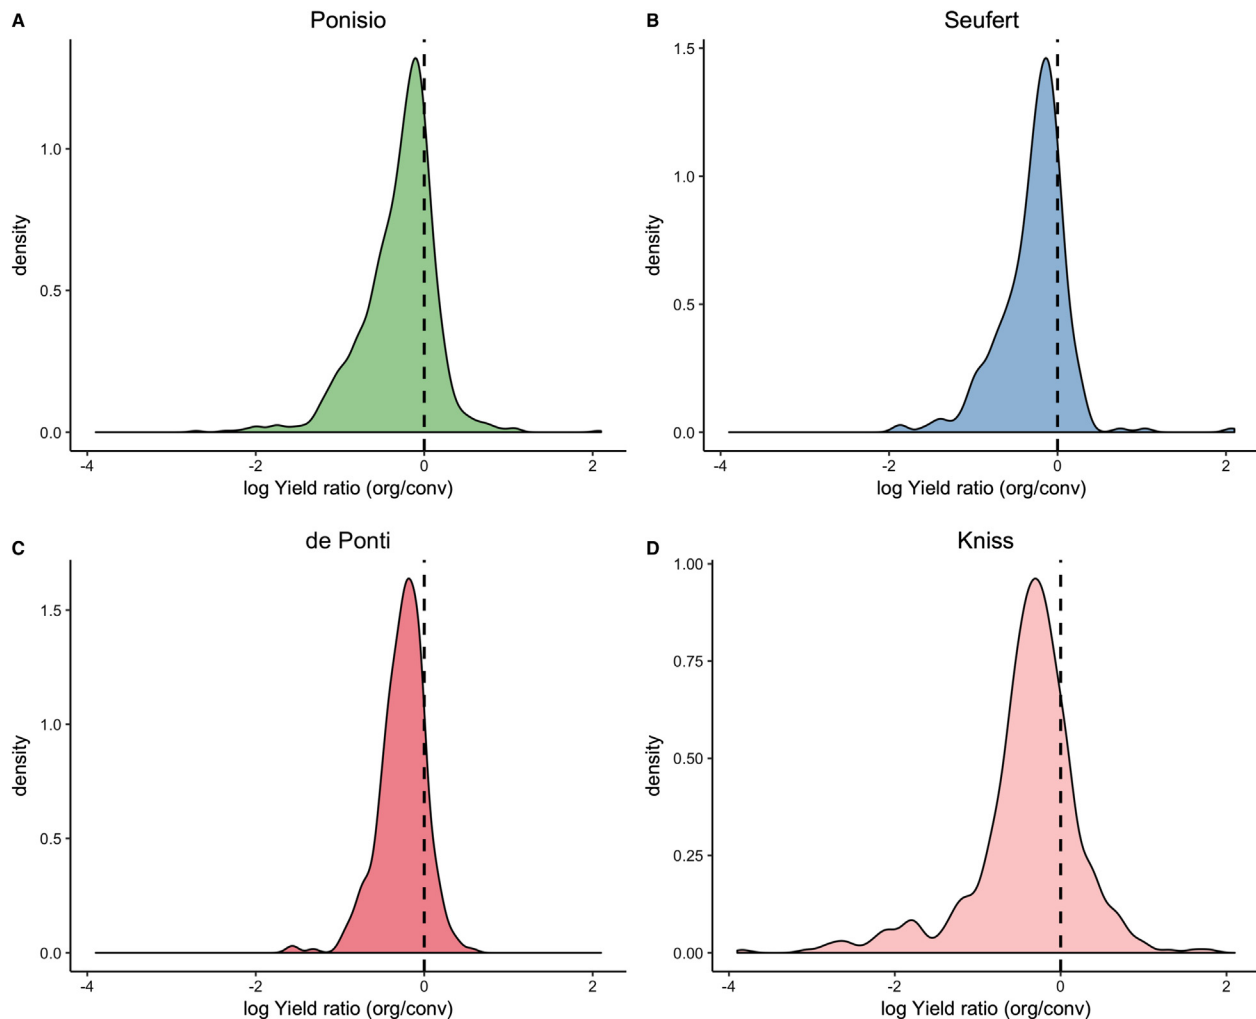 A
Ponisio
density
1.0
0.5
0.0
-4
-2
0
2
log Yield ratio (org/conv)
B
Seufert
density
1.5
1.0
0.5
0.0
-4
-2
0
2
log Yield ratio (org/conv)
C
de Ponti
density
1.5
1.0
0.5
0.0
-4
-2
0
2
log Yield ratio (org/conv)
D
Kniss
density
1.00
0.75
0.50
0.25
0.00
-4
-2
0
2
log Yield ratio (org/conv)